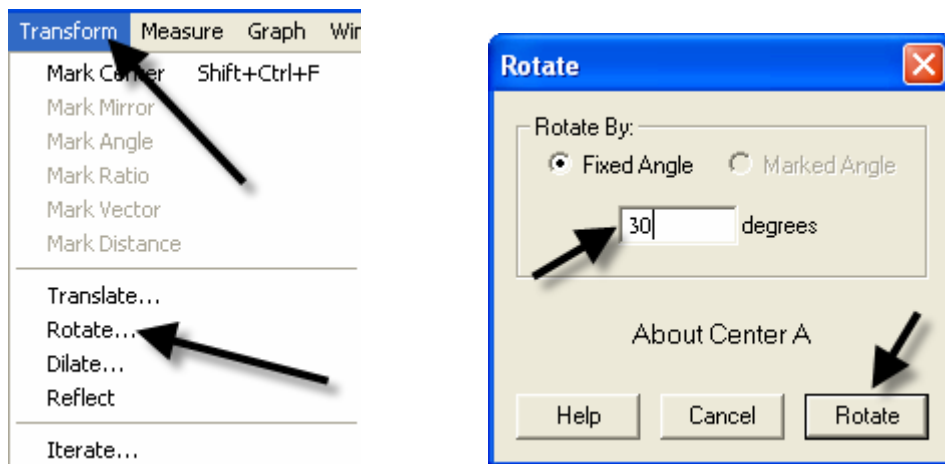 Transform Measure Graph
Mark Center Shift+Ctrl+F
Mark Mirror
Mark Angle
Mark Ratio
Mark Vector
Mark Distance
Translate...
Rotate...
Dilate...
Reflect
Iterate...
Rotate
Rotate By:
Fixed Angle Marked Angle
30 degrees
About Center A
Help Cancel Rotate